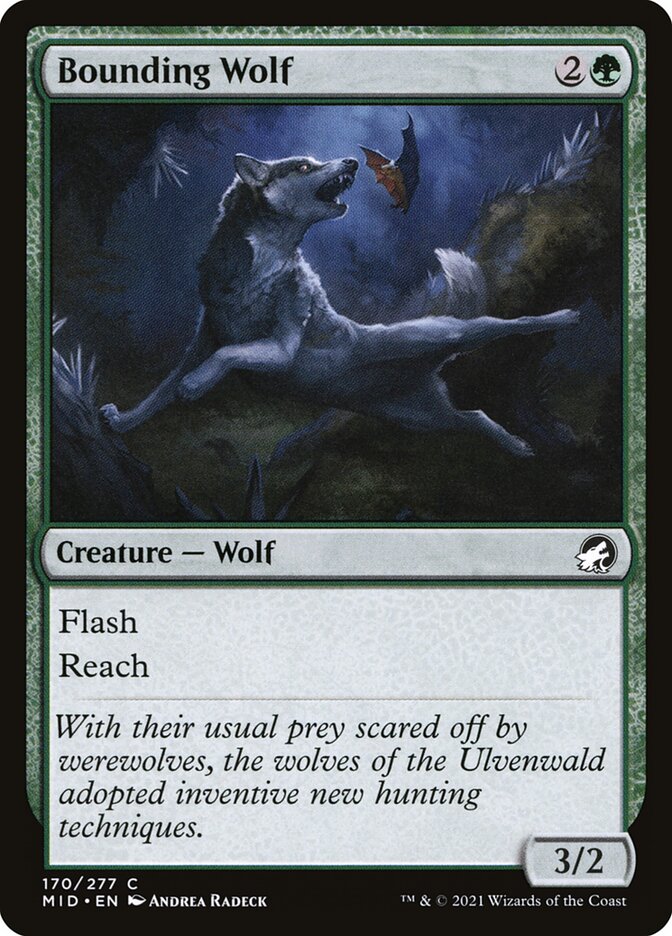 Bounding Wolf 2
Creature — Wolf
Flash
Reach
With their usual prey scared off by
werewolves, the wolves of the Ulvenwald
adopted inventive new hunting
techniques.
3/2
170/277 C
MID • EN Andrea Radeck
™ & © 2021 Wizards of the Coast